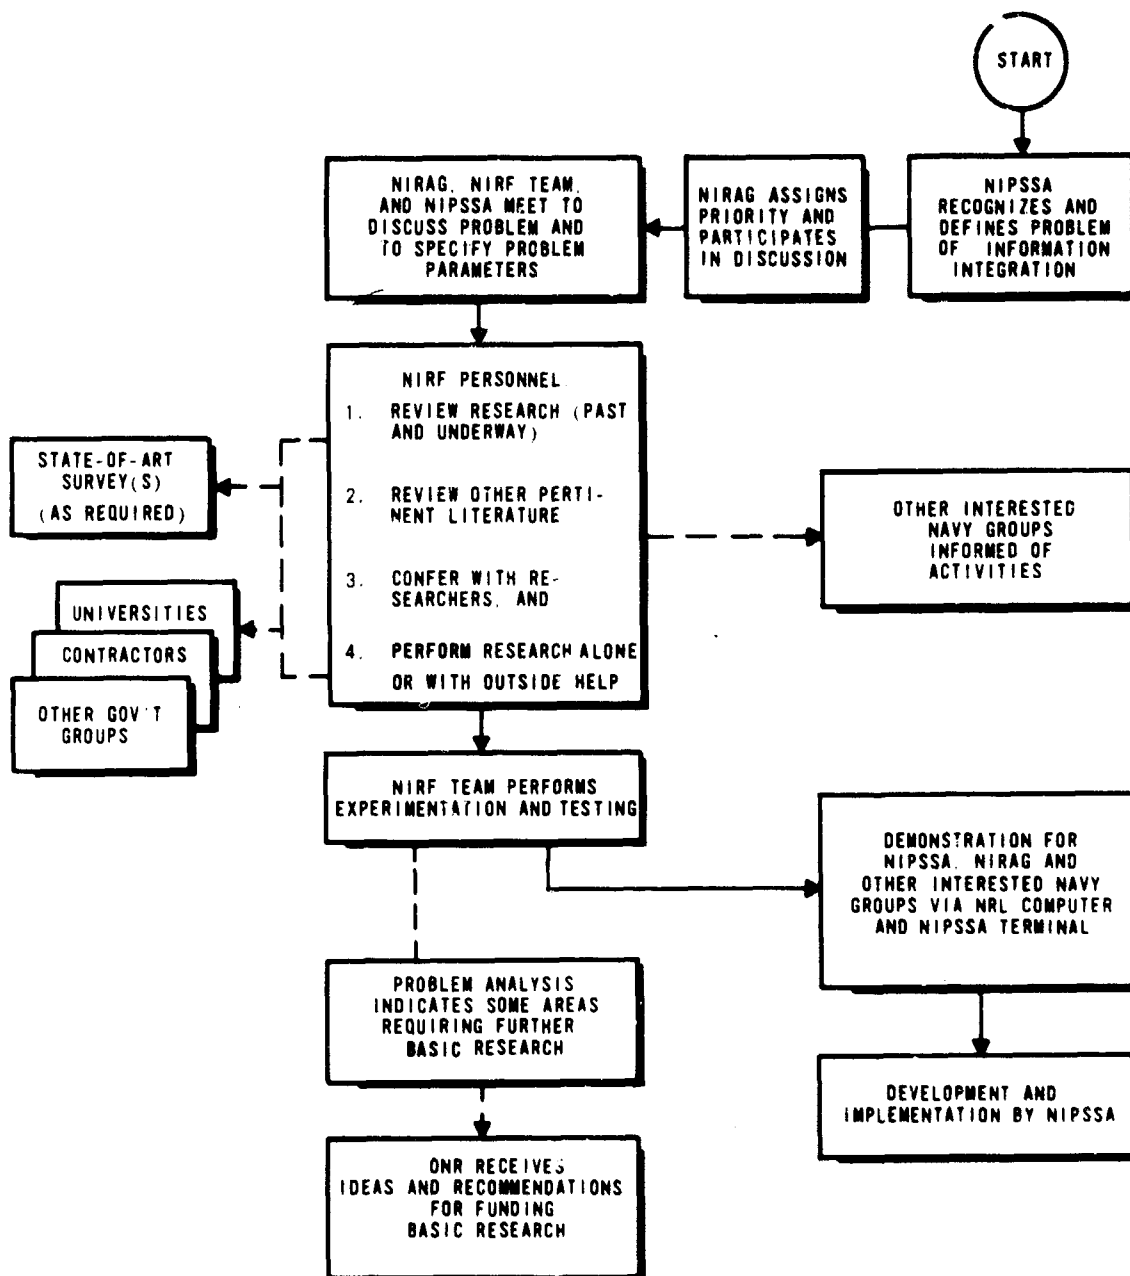 START
NIPSSA
RECOGNIZES AND
DEFINES PROBLEM
OF INFORMATION
INTEGRATION
NIRAG ASSIGNS
PRIORITY AND
PARTICIPATES
IN DISCUSSION
NIRAG, NIRF TEAM,
AND NIPSSA MEET TO
DISCUSS PROBLEM AND
TO SPECIFY PROBLEM
PARAMETERS
NIRF PERSONNEL
1. REVIEW RESEARCH (PAST
AND UNDERWAY)
2. REVIEW OTHER PERTI-
NENT LITERATURE
3. CONFER WITH RE-
SEARCHERS, AND
4. PERFORM RESEARCH ALONE
OR WITH OUTSIDE HELP
STATE-OF-ART
SURVEY(S)
(AS REQUIRED)
UNIVERSITIES
CONTRACTORS
OTHER GOV'T
GROUPS
OTHER INTERESTED
NAVY GROUPS
INFORMED OF
ACTIVITIES
NIRF TEAM PERFORMS
EXPERIMENTATION AND TESTING
DEMONSTRATION FOR
NIPSSA, NIRAG AND
OTHER INTERESTED NAVY
GROUPS VIA NRL COMPUTER
AND NIPSSA TERMINAL
PROBLEM ANALYSIS
INDICATES SOME AREAS
REQUIRING FURTHER
BASIC RESEARCH
DEVELOPMENT AND
IMPLEMENTATION BY NIPSSA
ONR RECEIVES
IDEAS AND RECOMMENDATIONS
FOR FUNDING
BASIC RESEARCH